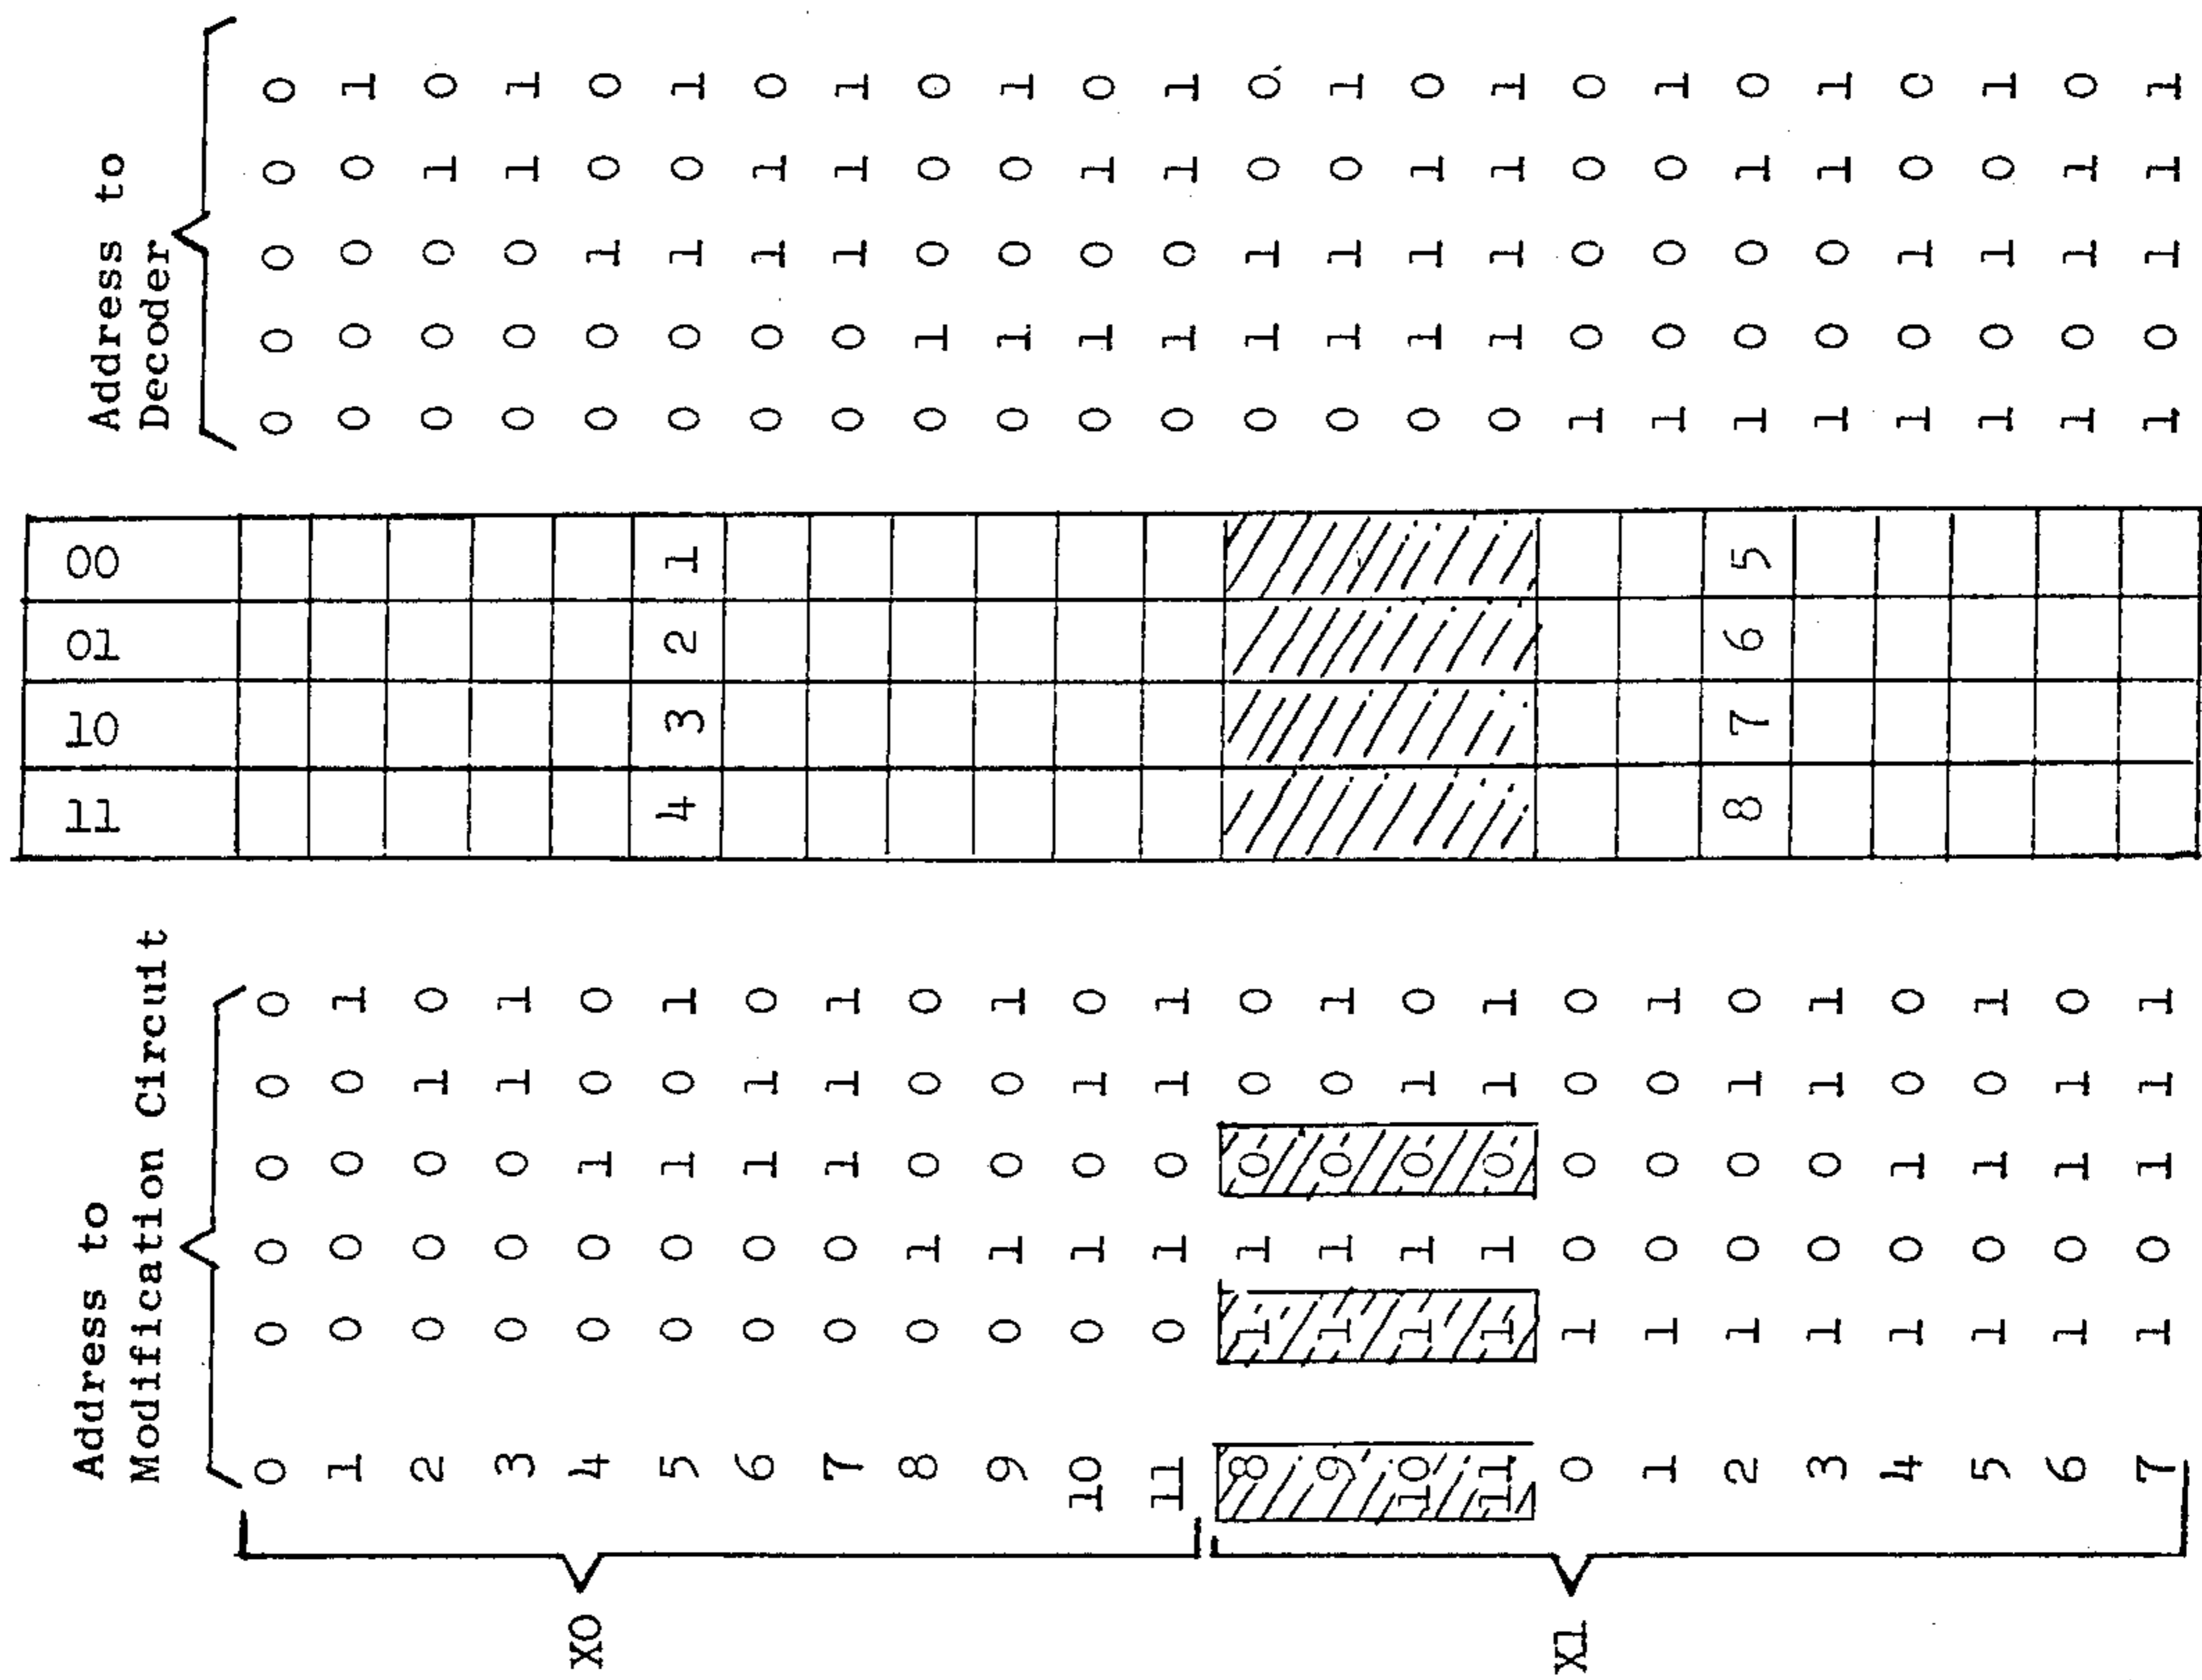 Address to
Modification Circuit
11 10 01 00
Address to
Decoder
0 0 0 0 0 0 0 0 0 0 0
1 0 0 0 0 1 0 0 0 0 1
2 0 0 0 1 0 0 0 0 1 0
3 0 0 0 1 1 0 0 0 1 1
X0 4 0 0 1 0 0 0 0 1 0 0
5 0 0 1 0 1 4 3 2 1 0 0 1 0 1
6 0 0 1 1 0 0 0 1 1 0
7 0 0 1 1 1 0 0 1 1 1
8 0 1 0 0 0 0 1 0 0 0
9 0 1 0 0 1 0 1 0 0 1
10 0 1 0 1 0 0 1 0 1 0
11 0 1 0 1 1 0 1 0 1 1
8 1 1 0 0 0 0 1 1 0 0
9 1 1 0 0 1 0 1 1 0 1
10 1 1 0 1 0 0 1 1 1 0
11 1 1 0 1 1 0 1 1 1 1
X1 0 1 0 0 0 0 1 0 0 0 0
1 1 0 0 0 1 1 0 0 0 1
2 1 0 0 1 0 8 7 6 5 1 0 0 1 0
3 1 0 0 1 1 1 0 0 1 1
4 1 0 1 0 0 1 0 1 0 0
5 1 0 1 0 1 1 0 1 0 1
6 1 0 1 1 0 1 0 1 1 0
7 1 0 1 1 1 1 0 1 1 1